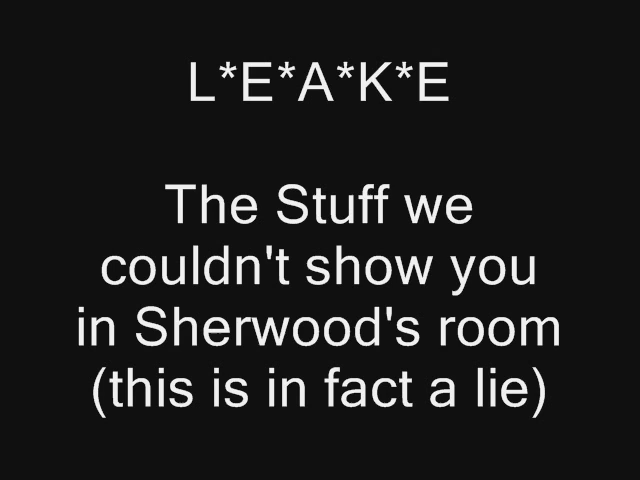 L*E*A*K*E
The Stuff we
couldn't show you
in Sherwood's room
(this is in fact a lie)